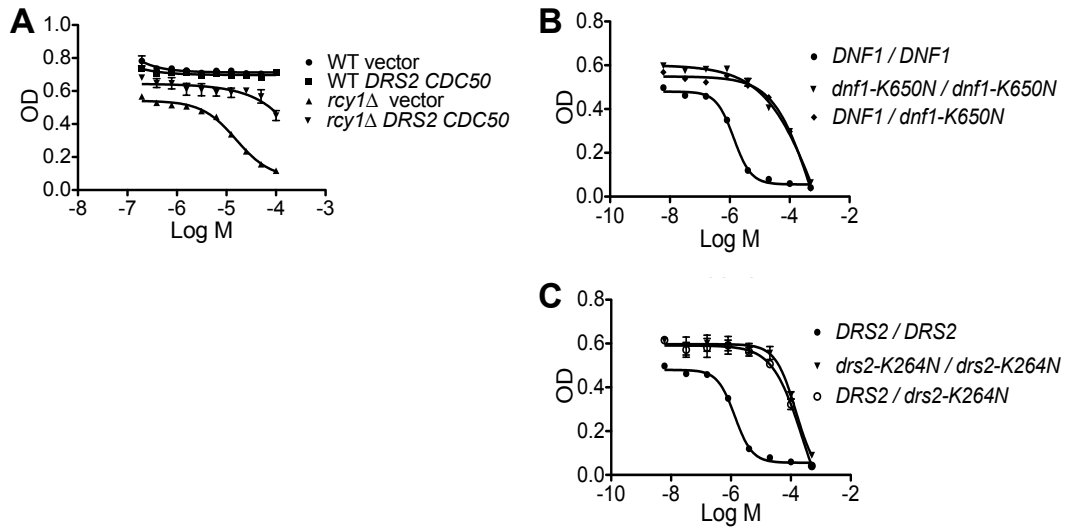 A
1.0
0.8
0.6
0.4
0.2
0.0
OD
-8
-7
-6
-5
-4
-3
Log M
WT vector
WT DRS2 CDC50
rcy1Δ vector
rcy1Δ DRS2 CDC50
B
0.8
0.6
0.4
0.2
0.0
OD
-10
-8
-6
-4
-2
Log M
DNF1 / DNF1
dnf1-K650N / dnf1-K650N
DNF1 / dnf1-K650N
C
0.8
0.6
0.4
0.2
0.0
OD
-10
-8
-6
-4
-2
Log M
DRS2 / DRS2
drs2-K264N / drs2-K264N
DRS2 / drs2-K264N